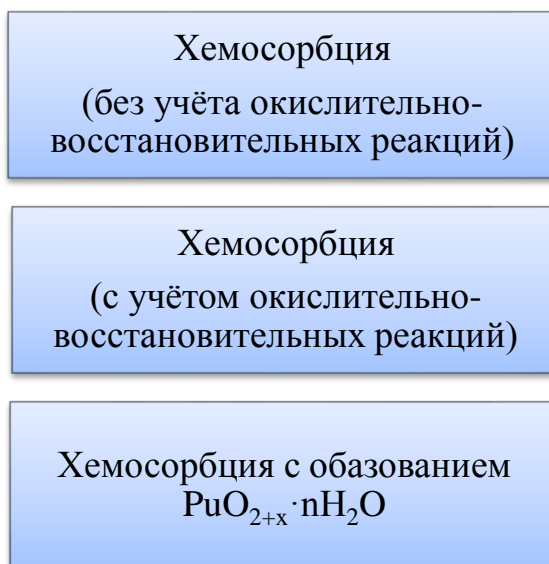 Хемосорбция
(без учёта окислительно-
восстановительных реакций)
Хемосорбция
(с учётом окислительно-
восстановительных реакций)
Хемосорбция с обазованием
PuO₂₊ₓ·nH₂O